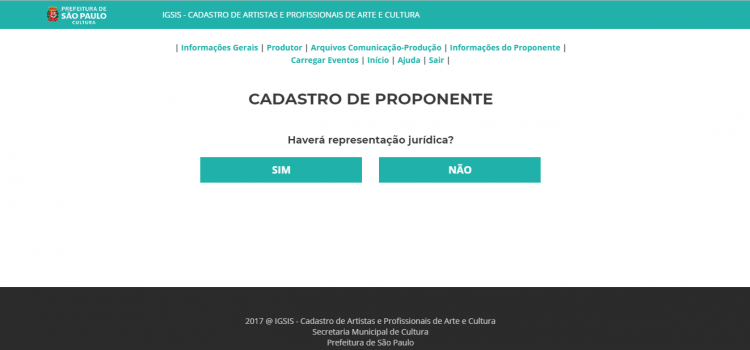 PREFEITURA DE
SÃO PAULO
CULTURA
IGSIS - CADASTRO DE ARTISTAS E PROFISSIONAIS DE ARTE E CULTURA
| Informações Gerais | Produtor | Arquivos Comunicação-Produção | Informações do Proponente |
Carregar Eventos | Início | Ajuda | Sair |
CADASTRO DE PROPONENTE
Haverá representação jurídica?
SIM
NÃO
2017 @ IGSIS - Cadastro de Artistas e Profissionais de Arte e Cultura
Secretaria Municipal de Cultura
Prefeitura de São Paulo